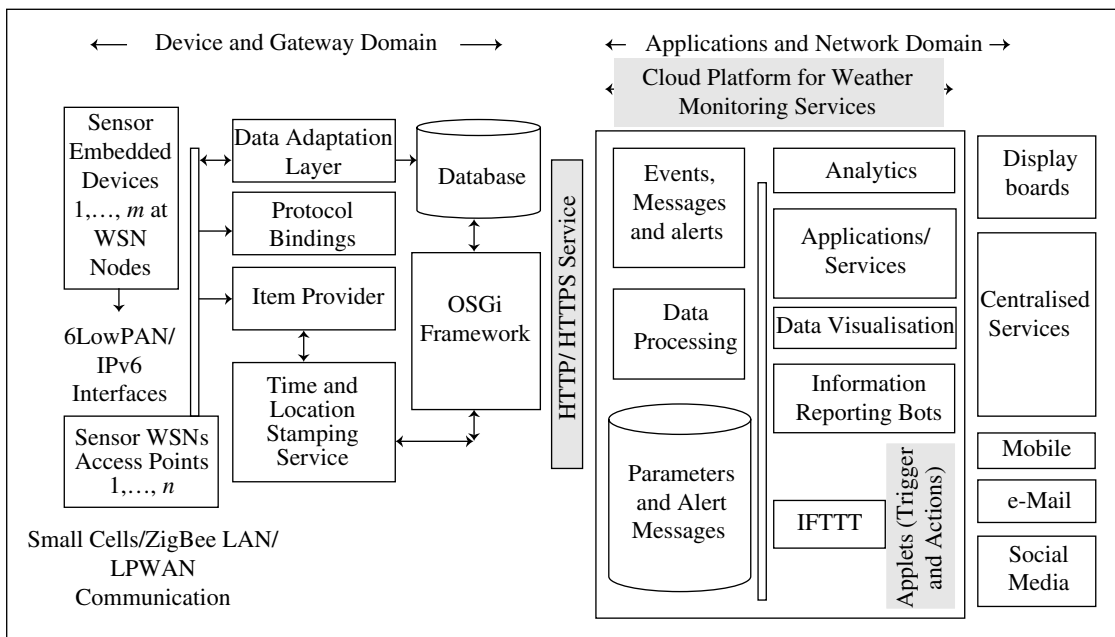 Device and Gateway Domain
Applications and Network Domain
Cloud Platform for Weather
Monitoring Services
Sensor
Embedded
Devices
1,..., m at
WSN
Nodes
6LowPAN/
IPv6
Interfaces
Sensor WSNs
Access Points
1,..., n
Small Cells/ZigBee LAN/
LPWAN
Communication
Data Adaptation
Layer
Protocol
Bindings
Item Provider
Time and
Location
Stamping
Service
Database
OSGi
Framework
HTTP/ HTTPS Service
Events,
Messages
and alerts
Data
Processing
Parameters
and Alert
Messages
Analytics
Applications/
Services
Data Visualisation
Information
Reporting Bots
IFTTT
Applets (Trigger
and Actions)
Display
boards
Centralised
Services
Mobile
e-Mail
Social
Media